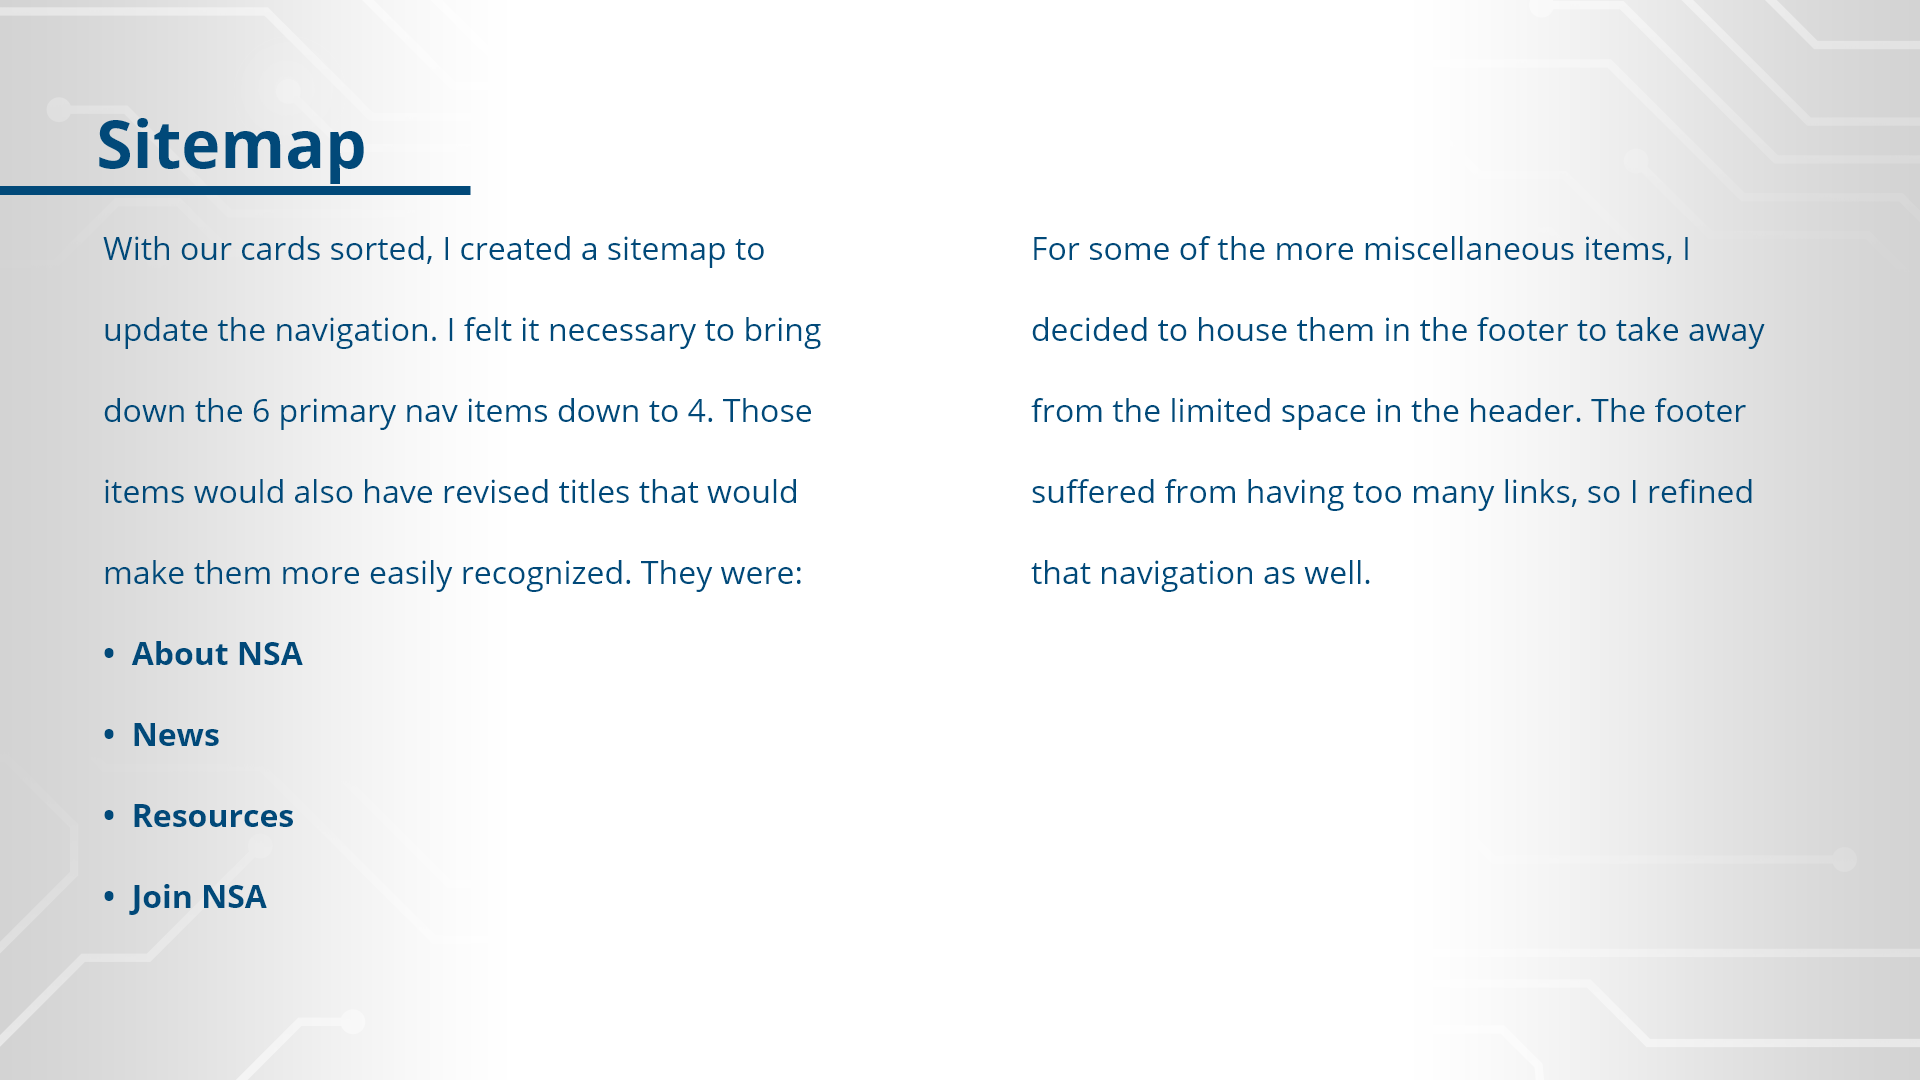 Sitemap
With our cards sorted, I created a sitemap to
update the navigation. I felt it necessary to bring
down the 6 primary nav items down to 4. Those
items would also have revised titles that would
make them more easily recognized. They were:
• About NSA
• News
• Resources
• Join NSA
For some of the more miscellaneous items, I
decided to house them in the footer to take away
from the limited space in the header. The footer
suffered from having too many links, so I refined
that navigation as well.